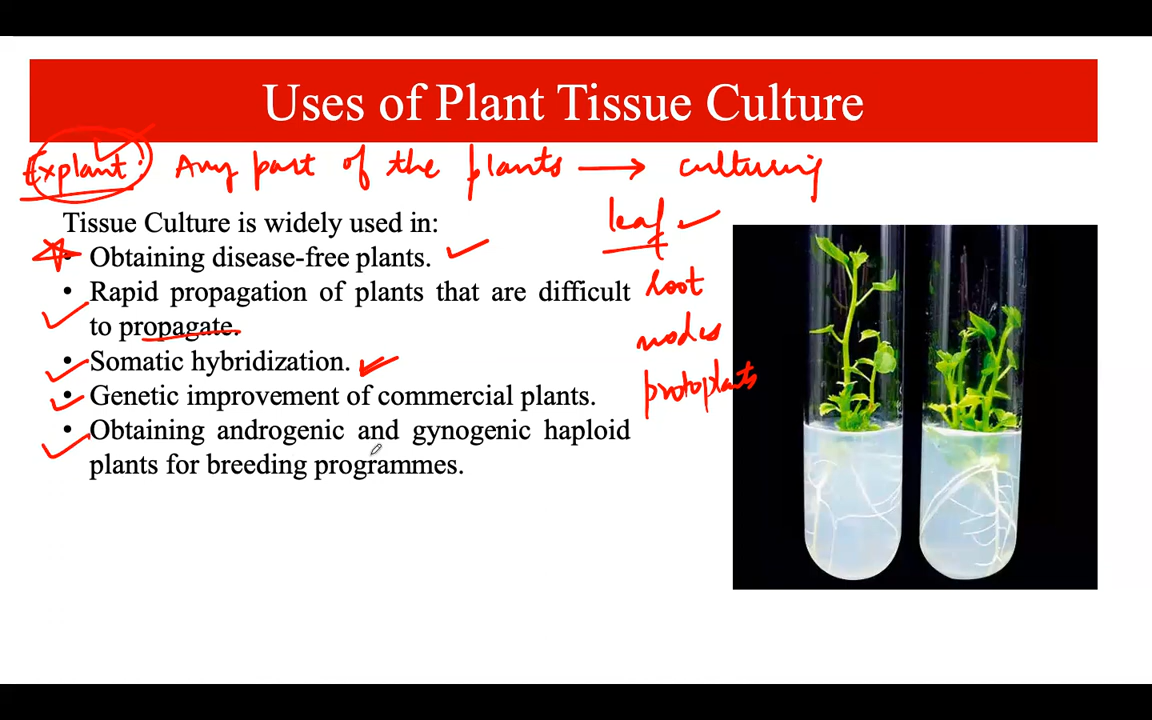 Uses of Plant Tissue Culture
Explant: Any part of the plants → culturing
Tissue Culture is widely used in:
• Obtaining disease-free plants.
• Rapid propagation of plants that are difficult
to propagate.
• Somatic hybridization.
• Genetic improvement of commercial plants.
• Obtaining androgenic and gynogenic haploid
plants for breeding programmes.
leaf
root
nodes
protoplants